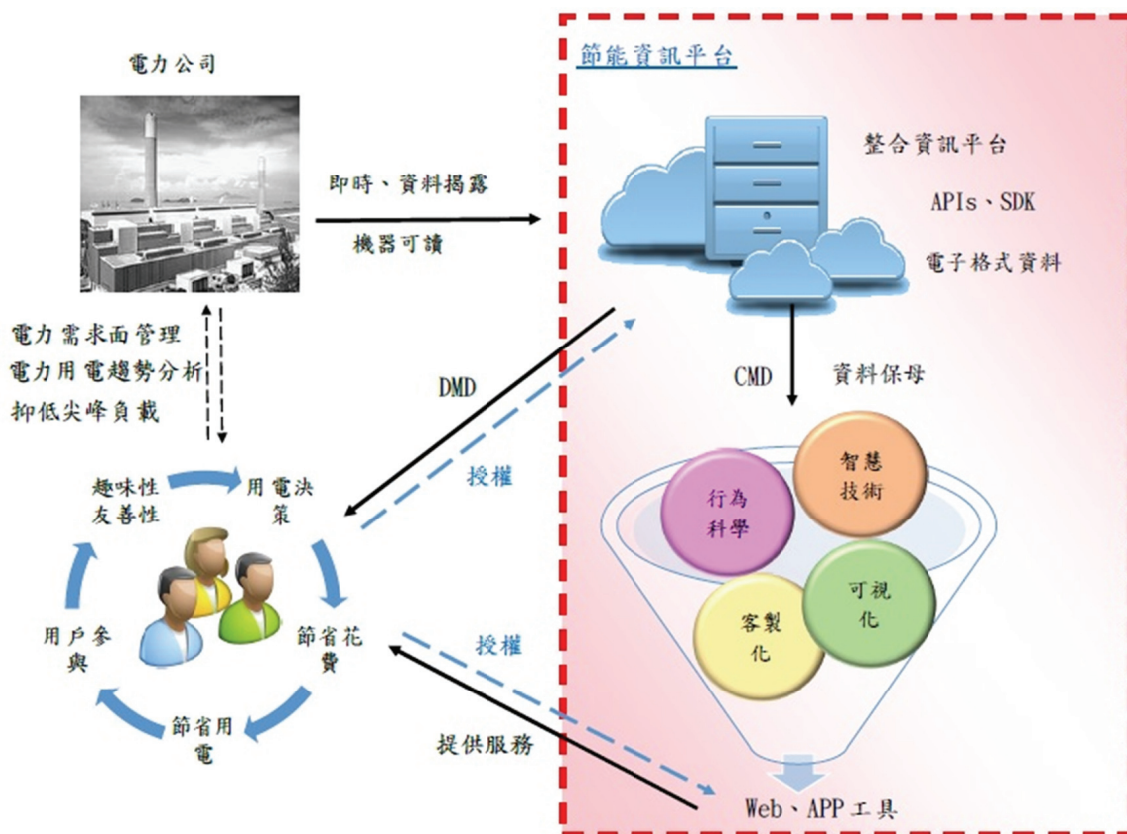 電力公司
節能資訊平台
整合資訊平台
APIs、SDK
電子格式資料
即時、資料揭露
機器可讀
電力需求面管理
電力用電趨勢分析
抑低尖峰負載
DMD
授權
CMD
資料保母
智慧
技術
行為
科學
可視
化
客製
化
趣味性
友善性
用電決
策
節省花
費
節省用
電
用戶參
與
授權
提供服務
Web、APP工具